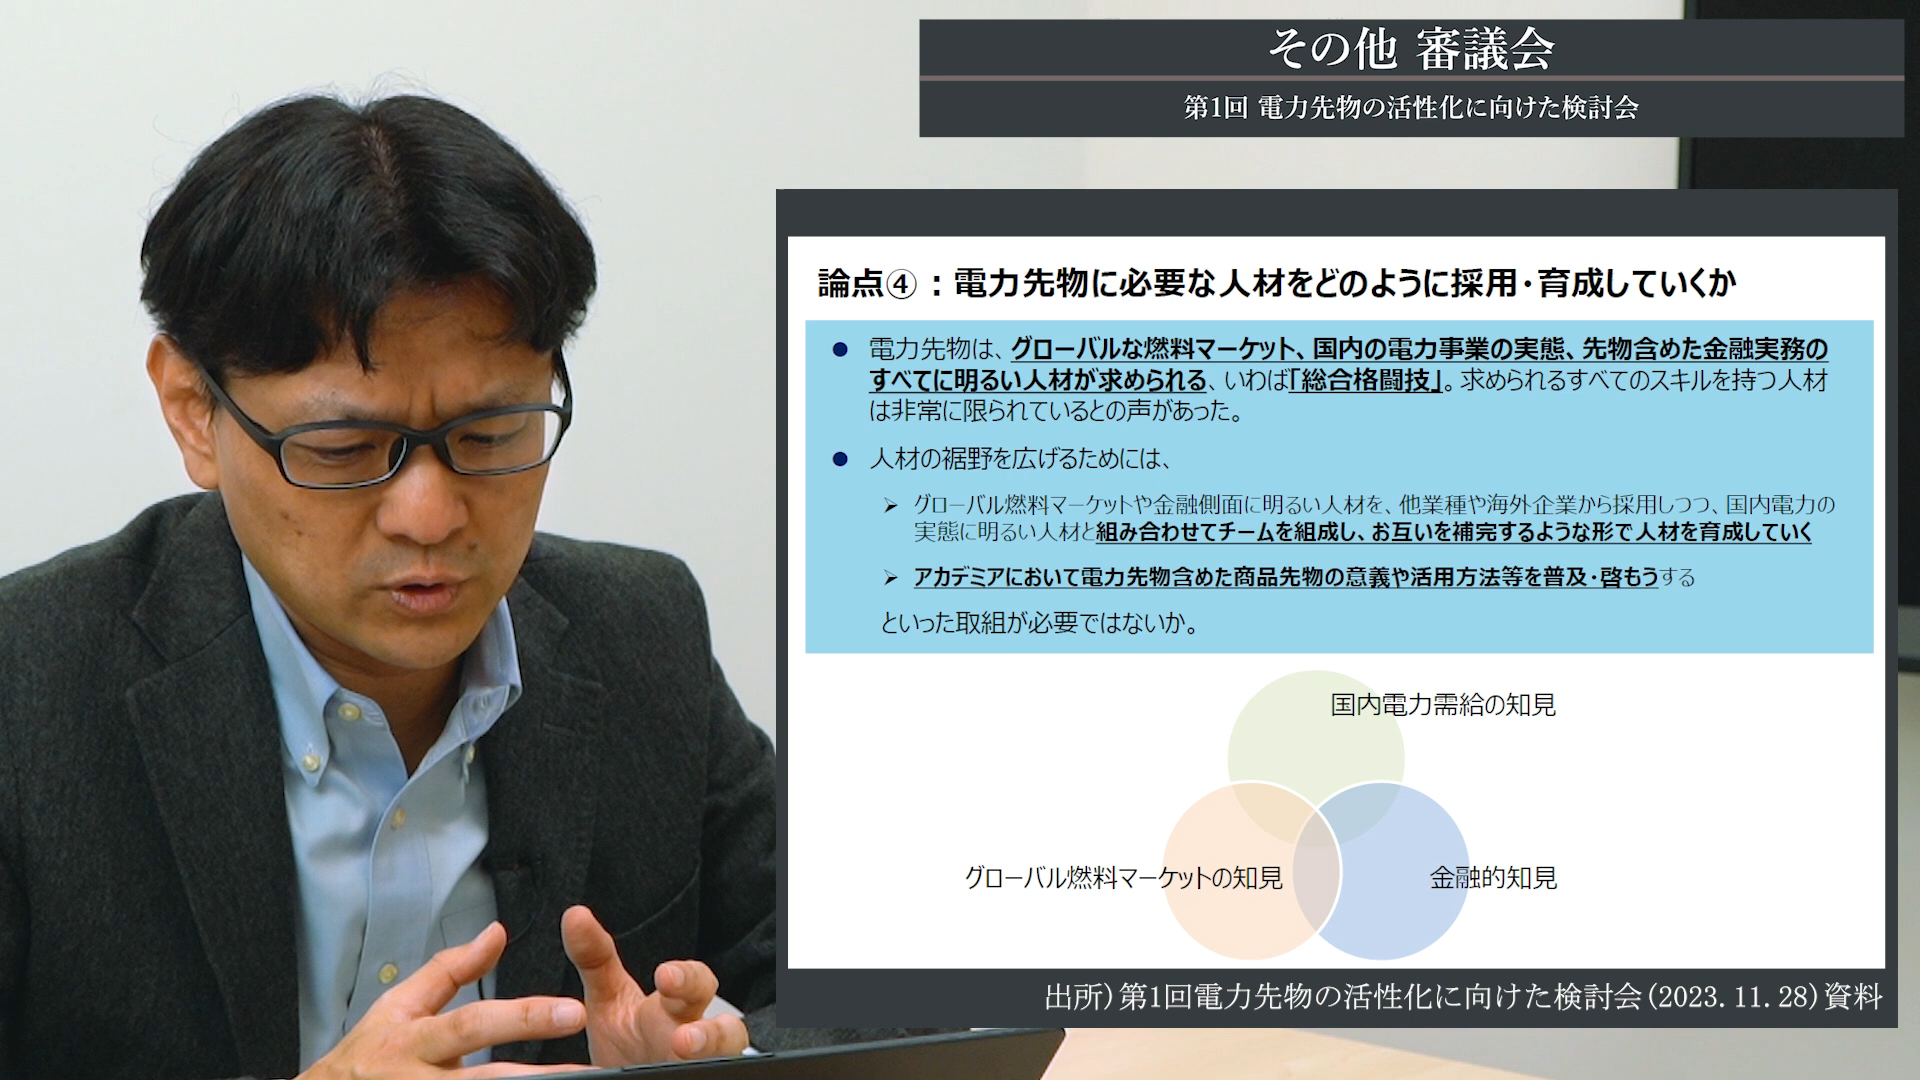 その他 審議会
第1回 電力先物の活性化に向けた検討会
論点④：電力先物に必要な人材をどのように採用・育成していくか
● 電力先物は、グローバルな燃料マーケット、国内の電力事業の実態、先物含めた金融実務の
すべてに明るい人材が求められる、いわば「総合格闘技」。求められるすべてのスキルを持つ人材
は非常に限られているとの声があった。
● 人材の裾野を広げるためには、
➢ グローバル燃料マーケットや金融側面に明るい人材を、他業種や海外企業から採用しつつ、国内電力の
実態に明るい人材と組み合わせてチームを組成し、お互いを補完するような形で人材を育成していく
➢ アカデミアにおいて電力先物含めた商品先物の意義や活用方法等を普及・啓もうする
といった取組が必要ではないか。
国内電力需給の知見
グローバル燃料マーケットの知見
金融的知見
出所）第1回電力先物の活性化に向けた検討会(2023.11.28)資料